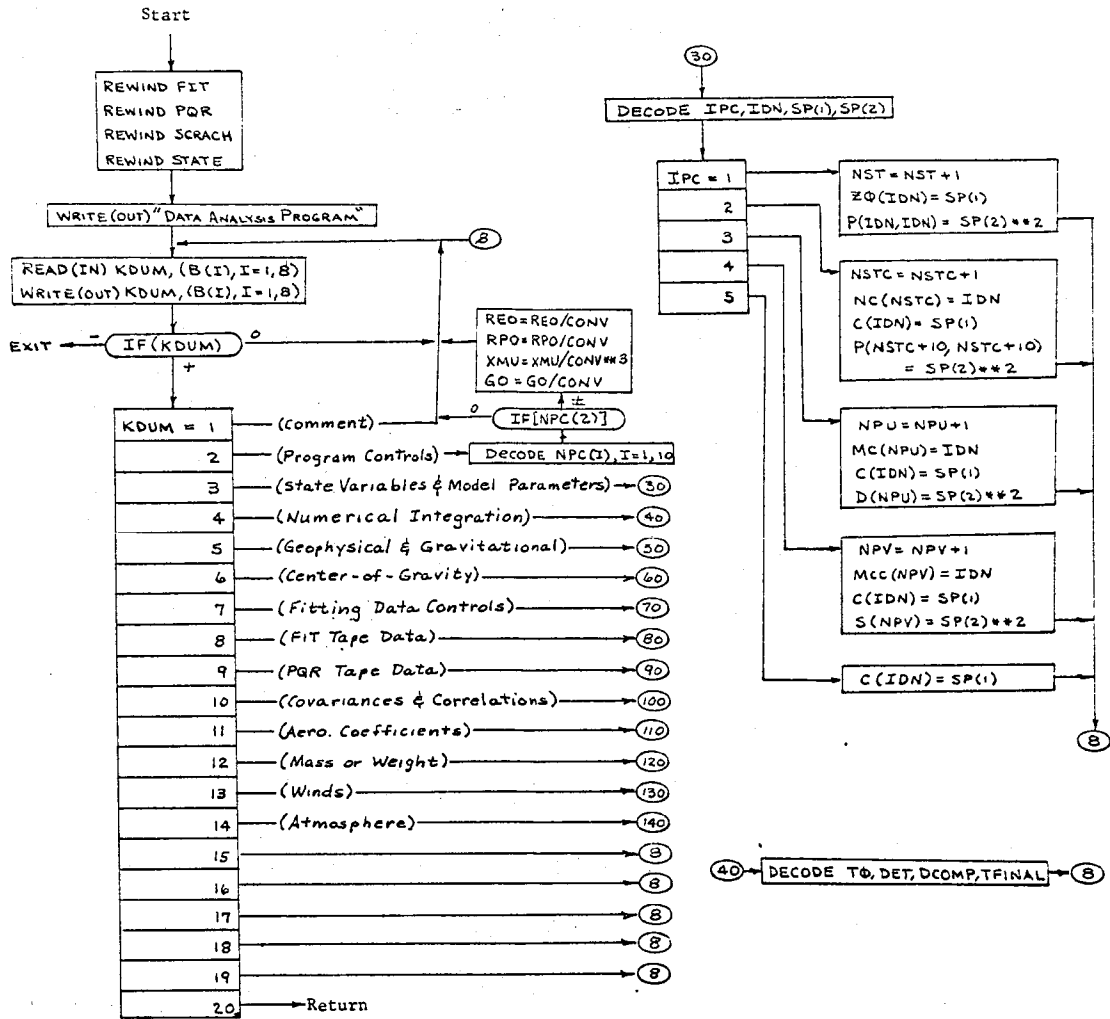 Start
REWIND FIT
REWIND PQR
REWIND SCRACH
REWIND STATE
WRITE(OUT)"DATA ANALYSIS PROGRAM"
8
READ(IN) KDUM, (B(I), I=1,8)
WRITE(OUT) KDUM, (B(I), I=1,8)
EXIT - IF(KDUM) 0
+
REO=REO/CONV
RPO=RPO/CONV
XMU=XMU/CONV**3
GO=GO/CONV
±
0 IF[NPC(2)]
KDUM = 1 (Comment)
2 (Program Controls) DECODE NPC(I), I=1,10
3 (State Variables & Model Parameters) 30
4 (Numerical Integration) 40
5 (Geophysical & Gravitational) 50
6 (Center-of-Gravity) 60
7 (Fitting Data Controls) 70
8 (FIT Tape Data) 80
9 (PQR Tape Data) 90
10 (Covariances & Correlations) 100
11 (Aero. Coefficients) 110
12 (Mass or Weight) 120
13 (Winds) 130
14 (Atmosphere) 140
15 8
16 8
17 8
18 8
19 8
20 Return
30
DECODE IPC, IDN, SP(1), SP(2)
IPC = 1
2
3
4
5
NST = NST +1
ZΦ(IDN)= SP(1)
P(IDN,IDN) = SP(2)**2
NSTC = NSTC+1
NC(NSTC) = IDN
C(IDN)= SP(1)
P(NSTC+10, NSTC+10)
= SP(2)**2
NPU = NPU +1
MC(NPU) = IDN
C(IDN)= SP(1)
D(NPU) = SP(2)**2
NPV = NPV +1
MCC(NPV) = IDN
C(IDN) = SP(1)
S(NPV) = SP(2)**2
C(IDN) = SP(1)
8
40 DECODE TΦ, DET, DCOMP, TFINAL 8